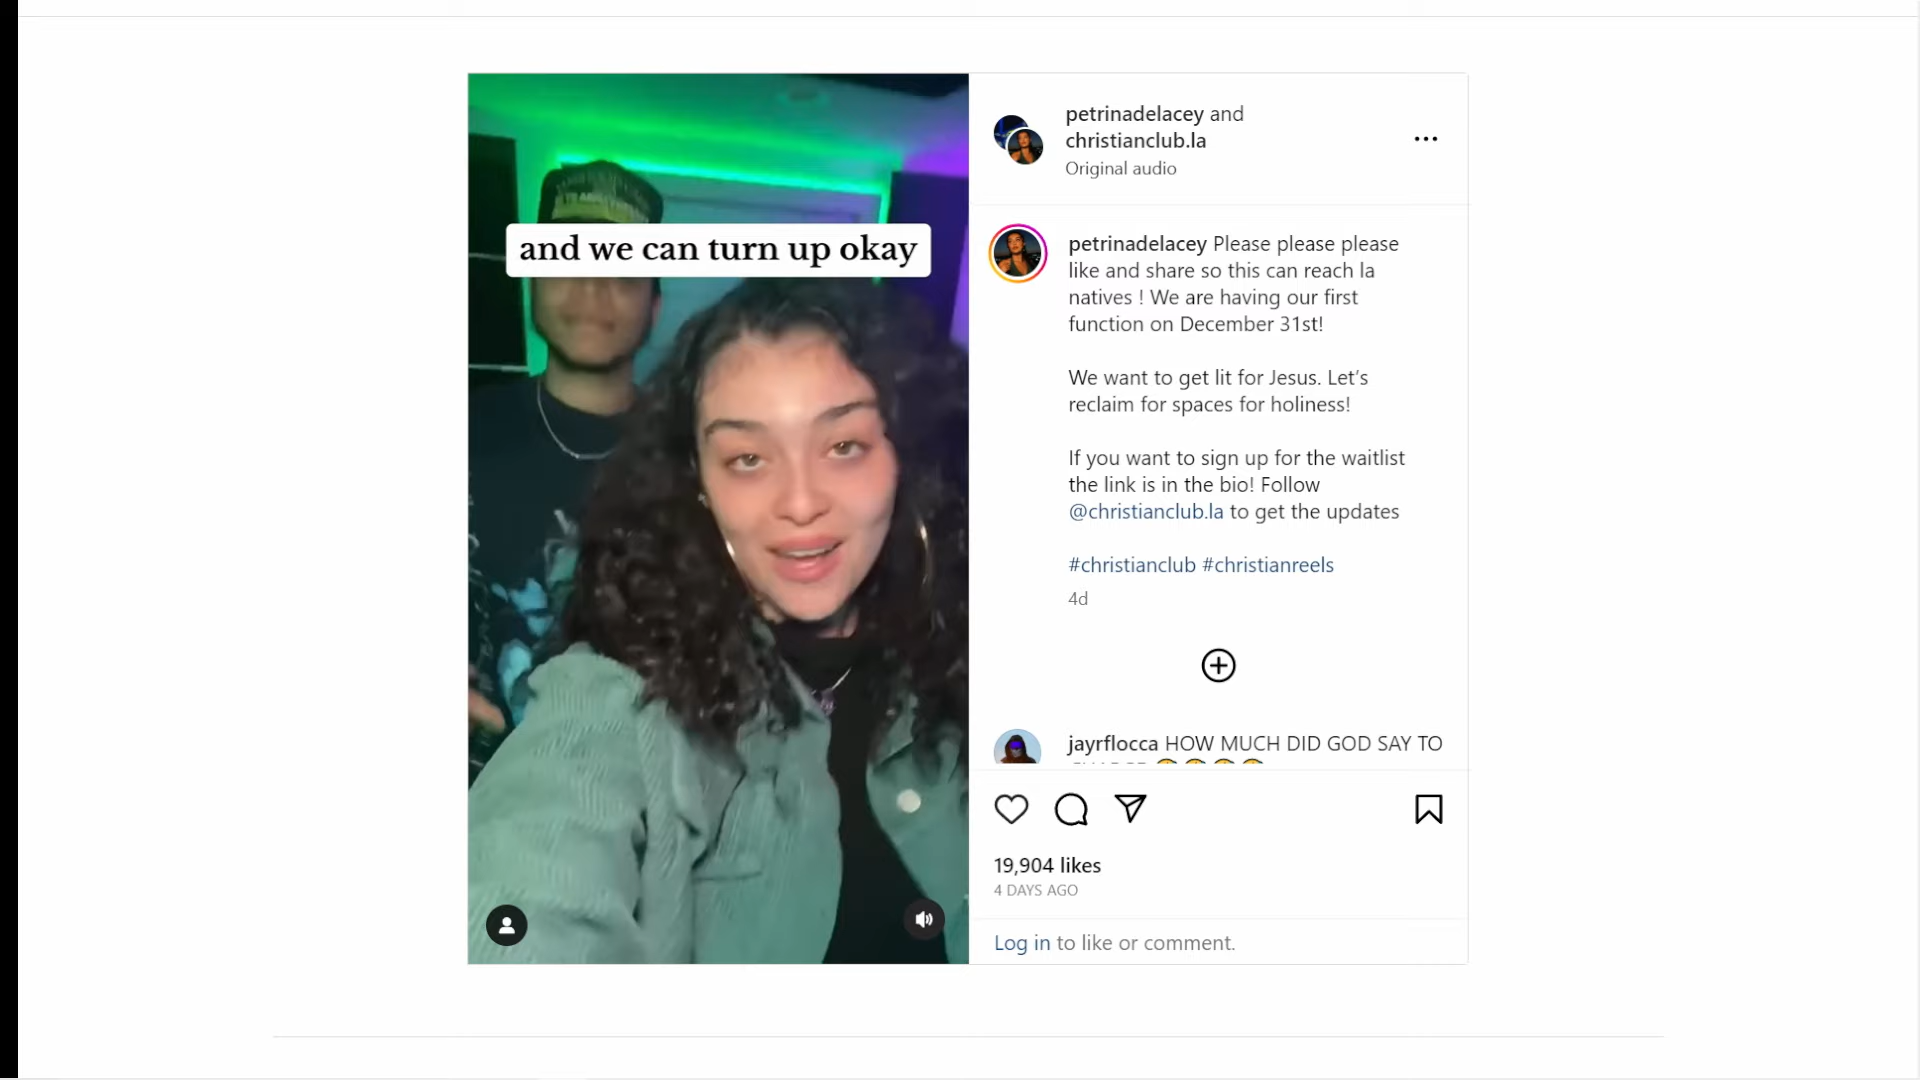 and we can turn up okay
petrinadelacey and
christianclub.la
Original audio
petrinadelacey Please please please
like and share so this can reach la
natives ! We are having our first
function on December 31st!
We want to get lit for Jesus. Let’s
reclaim for spaces for holiness!
If you want to sign up for the waitlist
the link is in the bio! Follow
@christianclub.la to get the updates
#christianclub #christianreels
4d
jayrflocca HOW MUCH DID GOD SAY TO
19,904 likes
4 DAYS AGO
Log in to like or comment.